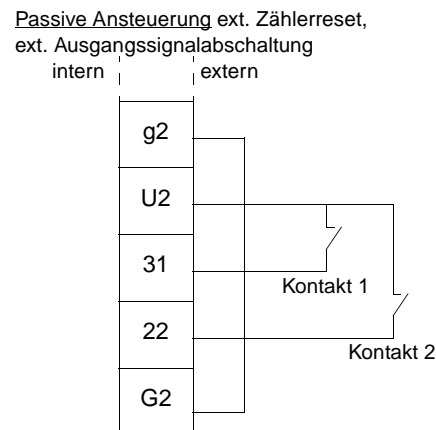 Passive Ansteuerung ext. Zählerreset,
ext. Ausgangssignalabschaltung
intern extern
g2
U2
31
Kontakt 1
22
Kontakt 2
G2